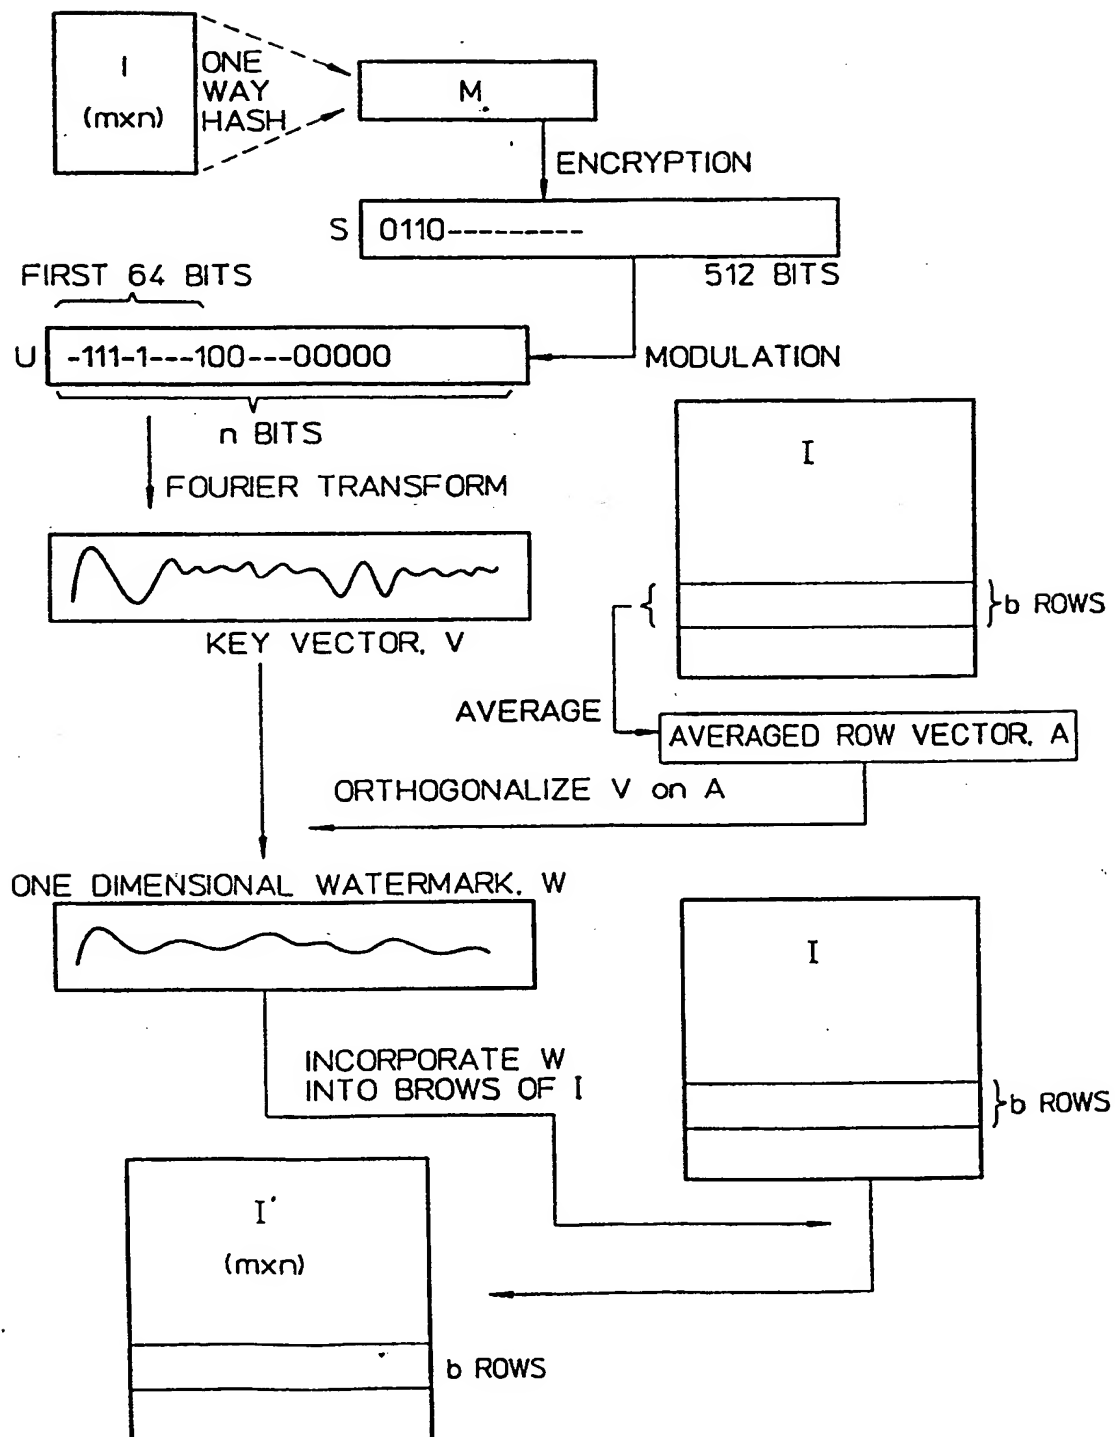 I
(mxn)
ONE
WAY
HASH
M
ENCRYPTION
S
0110---------
512 BITS
FIRST 64 BITS
U
-111-1---100---00000
MODULATION
n BITS
FOURIER TRANSFORM
I
b ROWS
KEY VECTOR, V
AVERAGE
AVERAGED ROW VECTOR, A
ORTHOGONALIZE V on A
ONE DIMENSIONAL WATERMARK, W
I
INCORPORATE W
INTO BROWS OF I
b ROWS
I'
(mxn)
b ROWS